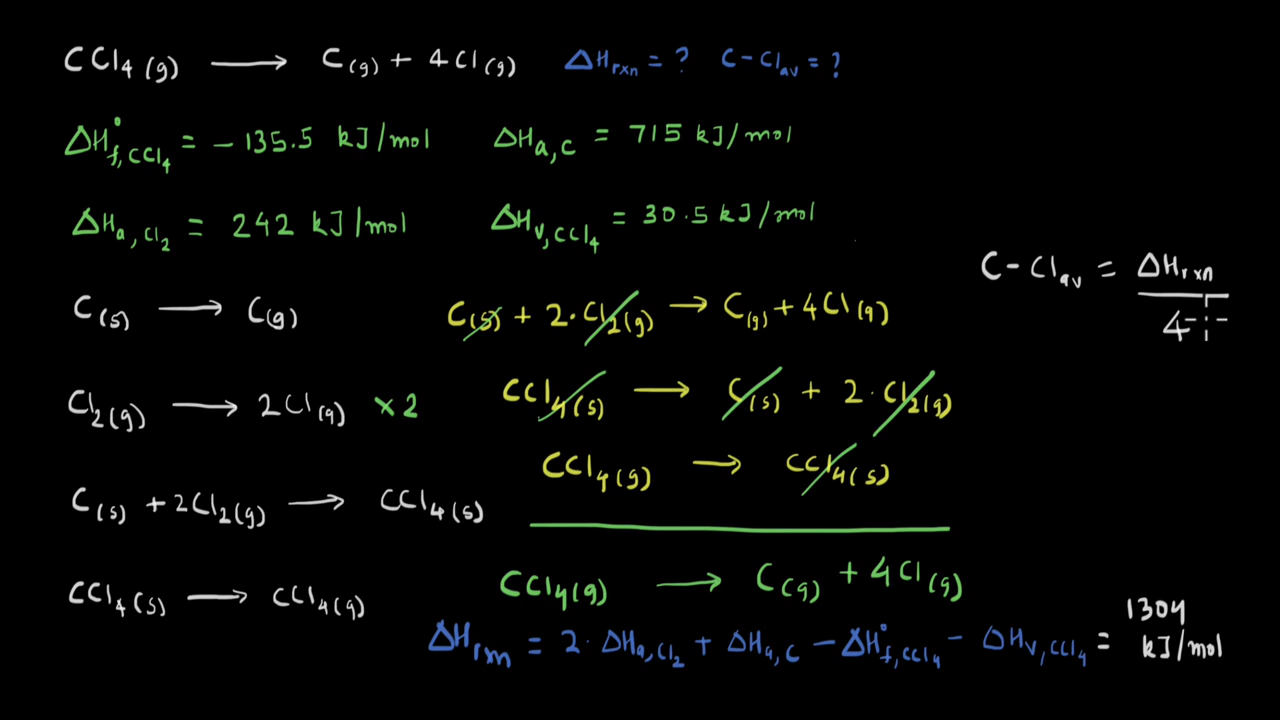 CCl₄(g) ⟶ C(g) + 4Cl(g) ΔHrxn = ? C-Clav = ?
ΔH°f,CCl₄ = - 135.5 kJ/mol ΔHa,C = 715 kJ/mol
ΔHa,Cl₂ = 242 kJ/mol ΔHv,CCl₄ = 30.5 kJ/mol
C-Clav = ΔHrxn / 4
C(s) ⟶ C(g) C(s) + 2·Cl₂(g) → C(g) + 4Cl(g)
Cl₂(g) ⟶ 2Cl(g) ×2 CCl₄(s) → C(s) + 2·Cl₂(g)
CCl₄(g) → CCl₄(s)
C(s) + 2Cl₂(g) ⟶ CCl₄(s)
CCl₄(s) ⟶ CCl₄(g) CCl₄(g) ⟶ C(g) + 4Cl(g)
ΔHrxn = 2·ΔHa,Cl₂ + ΔHa,C - ΔH°f,CCl₄ - ΔHv,CCl₄ = 1304 kJ/mol